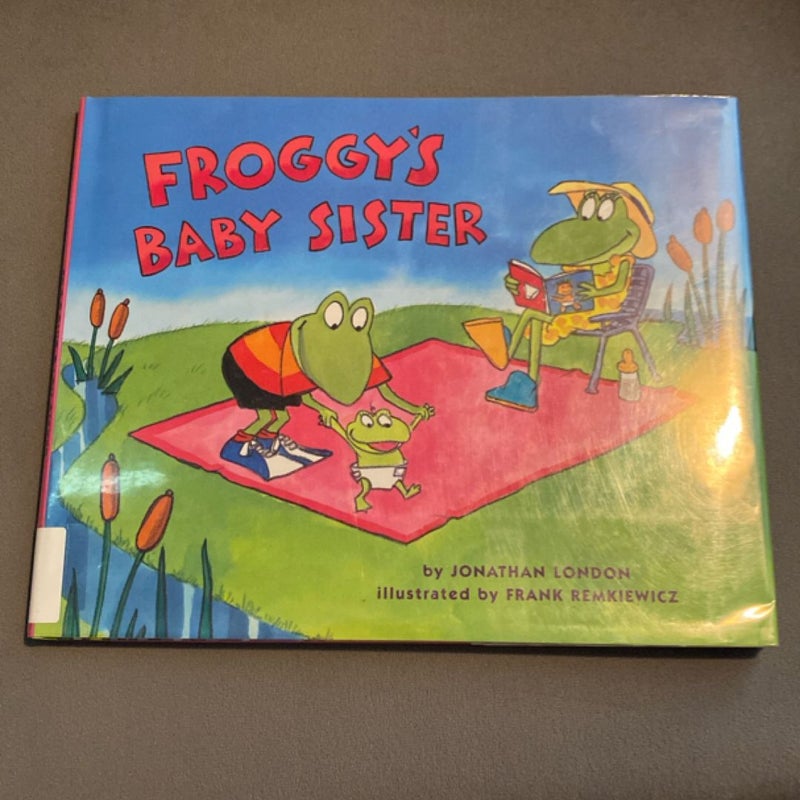 FROGGY'S
BABY SISTER
by JONATHAN LONDON
illustrated by FRANK REMKIEWICZ